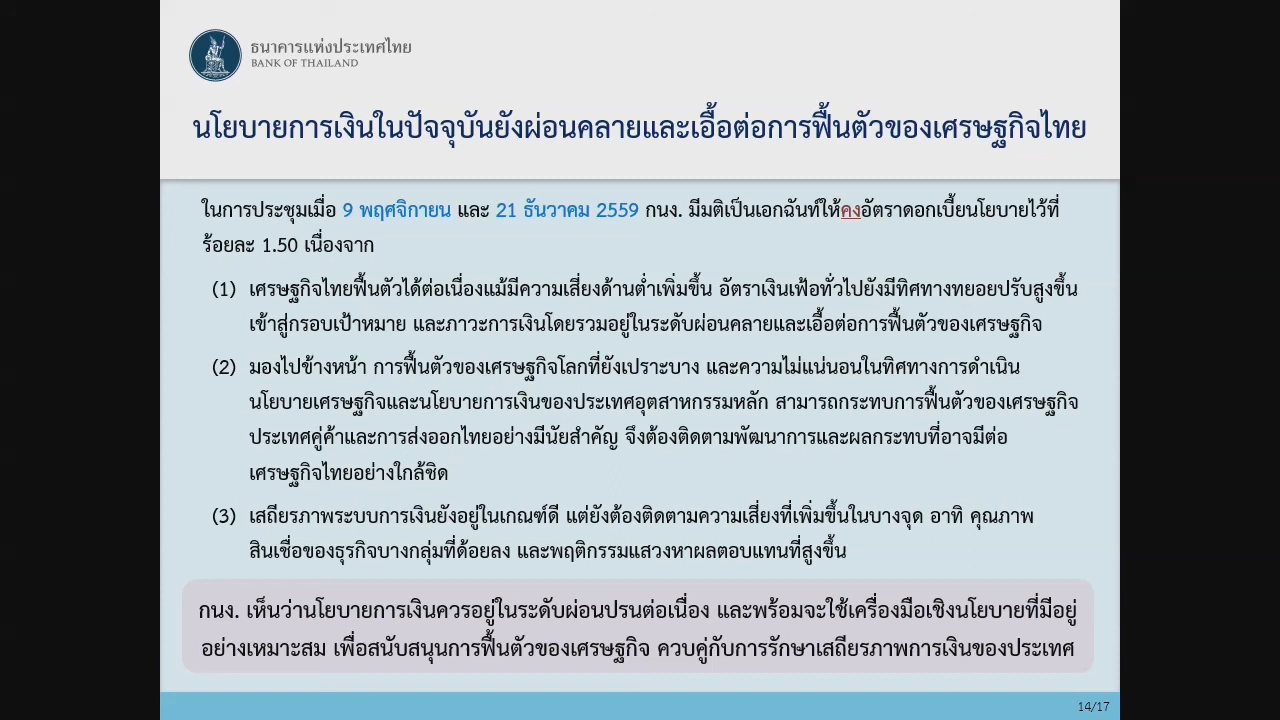 ธนาคารแห่งประเทศไทย
BANK OF THAILAND
นโยบายการเงินในปัจจุบันยังผ่อนคลายและเอื้อต่อการฟื้นตัวของเศรษฐกิจไทย
ในการประชุมเมื่อ 9 พฤศจิกายน และ 21 ธันวาคม 2559 กนง. มีมติเป็นเอกฉันท์ให้คงอัตราดอกเบี้ยนโยบายไว้ที่
ร้อยละ 1.50 เนื่องจาก
(1) เศรษฐกิจไทยฟื้นตัวได้ต่อเนื่องแม้มีความเสี่ยงด้านต่ำเพิ่มขึ้น อัตราเงินเฟ้อทั่วไปยังมีทิศทางทยอยปรับสูงขึ้น
เข้าสู่กรอบเป้าหมาย และภาวะการเงินโดยรวมอยู่ในระดับผ่อนคลายและเอื้อต่อการฟื้นตัวของเศรษฐกิจ
(2) มองไปข้างหน้า การฟื้นตัวของเศรษฐกิจโลกที่ยังเปราะบาง และความไม่แน่นอนในทิศทางการดำเนิน
นโยบายเศรษฐกิจและนโยบายการเงินของประเทศอุตสาหกรรมหลัก สามารถกระทบการฟื้นตัวของเศรษฐกิจ
ประเทศคู่ค้าและการส่งออกไทยอย่างมีนัยสำคัญ จึงต้องติดตามพัฒนาการและผลกระทบที่อาจมีต่อ
เศรษฐกิจไทยอย่างใกล้ชิด
(3) เสถียรภาพระบบการเงินยังอยู่ในเกณฑ์ดี แต่ยังต้องติดตามความเสี่ยงที่เพิ่มขึ้นในบางจุด อาทิ คุณภาพ
สินเชื่อของธุรกิจบางกลุ่มที่ด้อยลง และพฤติกรรมแสวงหาผลตอบแทนที่สูงขึ้น
กนง. เห็นว่านโยบายการเงินควรอยู่ในระดับผ่อนปรนต่อเนื่อง และพร้อมจะใช้เครื่องมือเชิงนโยบายที่มีอยู่
อย่างเหมาะสม เพื่อสนับสนุนการฟื้นตัวของเศรษฐกิจ ควบคู่กับการรักษาเสถียรภาพการเงินของประเทศ
14/17